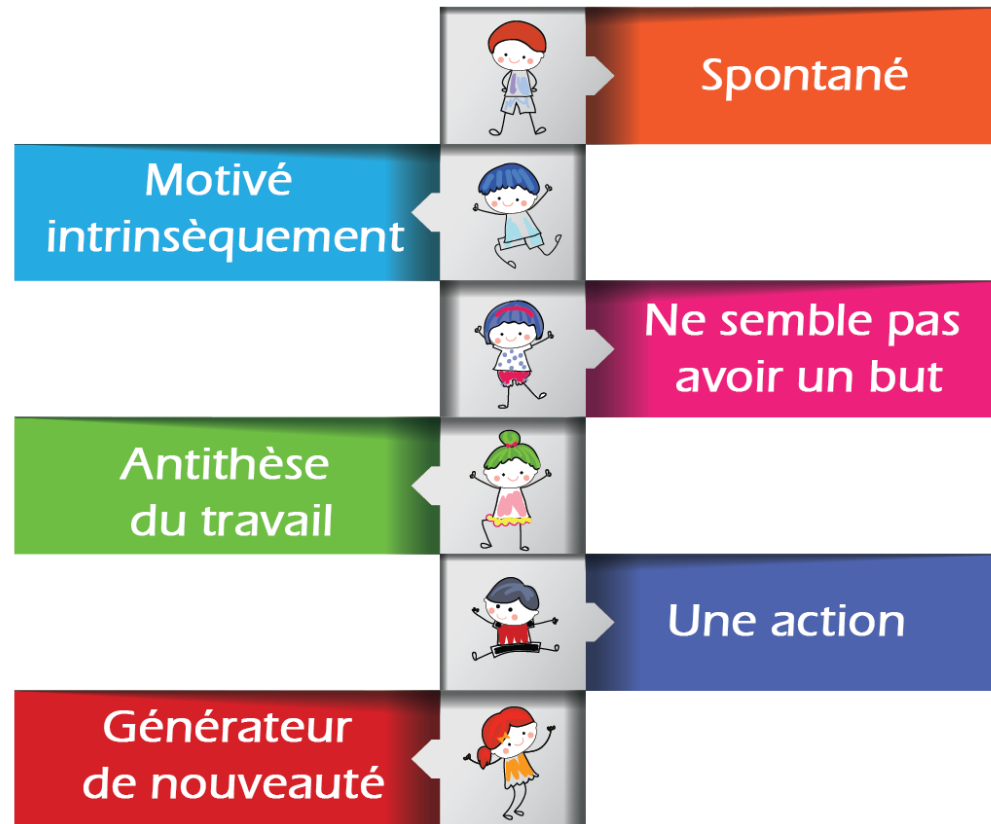 Spontané
Motivé
intrinsèquement
Ne semble pas
avoir un but
Antithèse
du travail
Une action
Générateur
de nouveauté